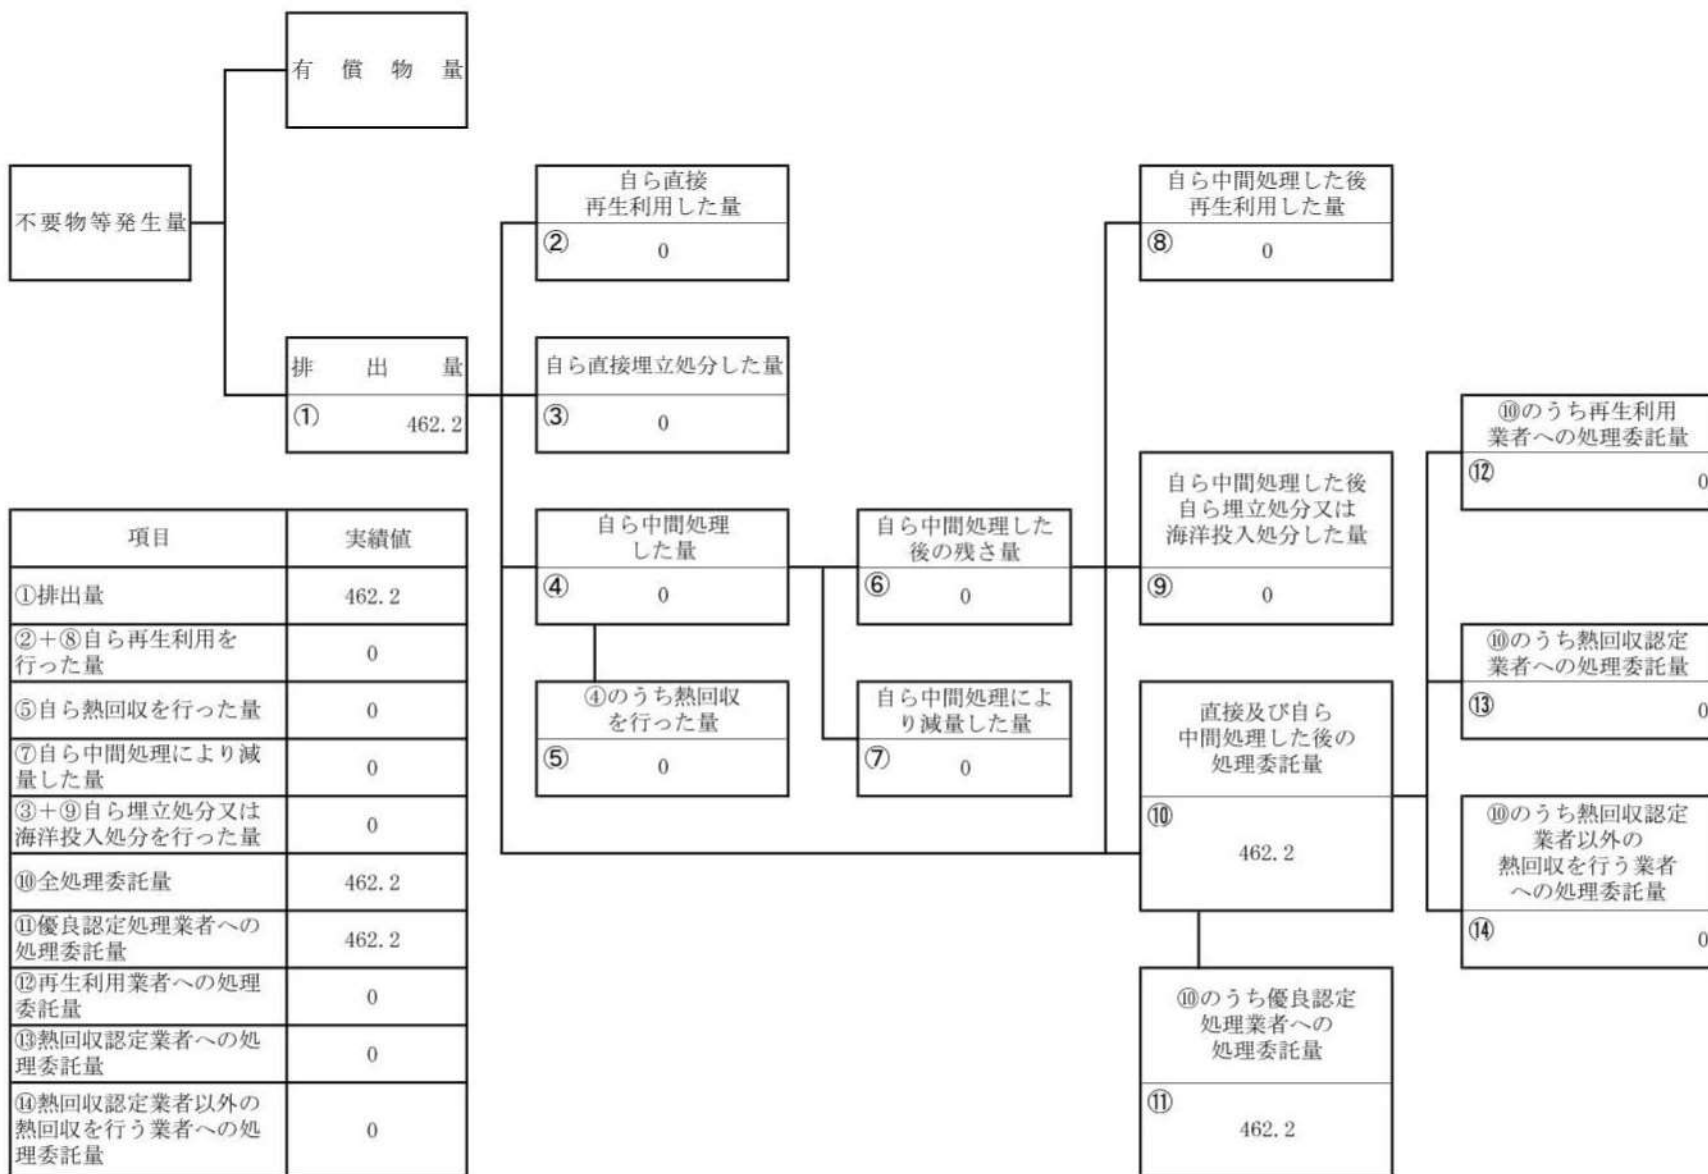 有償物量
不要物等発生量
排出量
①
462.2
自ら直接
再生利用した量
②
0
自ら直接埋立処分した量
③
0
自ら中間処理
した量
④
0
④のうち熱回収
を行った量
⑤
0
自ら中間処理した
後の残さ量
⑥
0
自ら中間処理によ
り減量した量
⑦
0
自ら中間処理した後
再生利用した量
⑧
0
自ら中間処理した後
自ら埋立処分又は
海洋投入処分した量
⑨
0
直接及び自ら
中間処理した後の
処理委託量
⑩
462.2
⑩のうち優良認定
処理業者への
処理委託量
⑪
462.2
⑩のうち再生利用
業者への処理委託量
⑫
0
⑩のうち熱回収認定
業者への処理委託量
⑬
0
⑩のうち熱回収認定
業者以外の
熱回収を行う業者
への処理委託量
⑭
0
項目 実績値
①排出量 462.2
②+⑧自ら再生利用を
行った量
0
⑤自ら熱回収を行った量 0
⑦自ら中間処理により減
量した量
0
③+⑨自ら埋立処分又は
海洋投入処分を行った量
0
⑩全処理委託量 462.2
⑪優良認定処理業者への
処理委託量
462.2
⑫再生利用業者への処理
委託量
0
⑬熱回収認定業者への処
理委託量
0
⑭熱回収認定業者以外の
熱回収を行う業者への処
理委託量
0